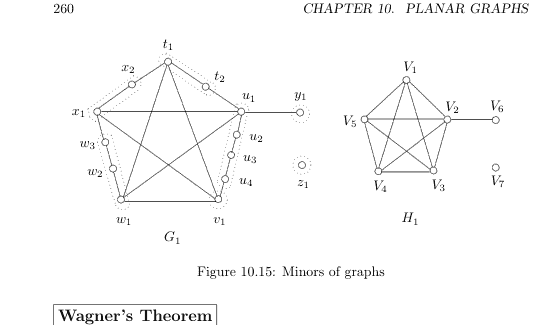 260 CHAPTER 10. PLANAR GRAPHS
t1
x2
t2
x1
u1
y1
w3
u2
u3
w2
u4
z1
w1
v1
G1
V1
V2
V6
V5
V4
V3
V7
H1
Figure 10.15: Minors of graphs
Wagner's Theorem